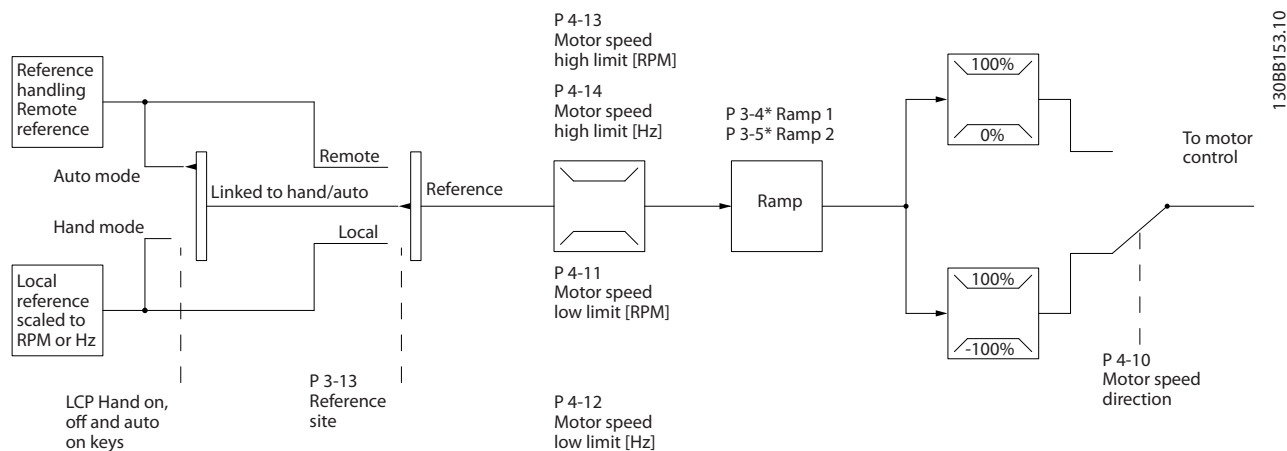 Reference
handling
Remote
reference
Auto mode
Hand mode
Local
reference
scaled to
RPM or Hz
LCP Hand on,
off and auto
on keys
Linked to hand/auto
Remote
Local
P 3-13
Reference
site
Reference
P 4-13
Motor speed
high limit [RPM]
P 4-14
Motor speed
high limit [Hz]
P 4-11
Motor speed
low limit [RPM]
P 4-12
Motor speed
low limit [Hz]
P 3-4* Ramp 1
P 3-5* Ramp 2
Ramp
100%
0%
100%
-100%
To motor
control
P 4-10
Motor speed
direction
130BB153.10